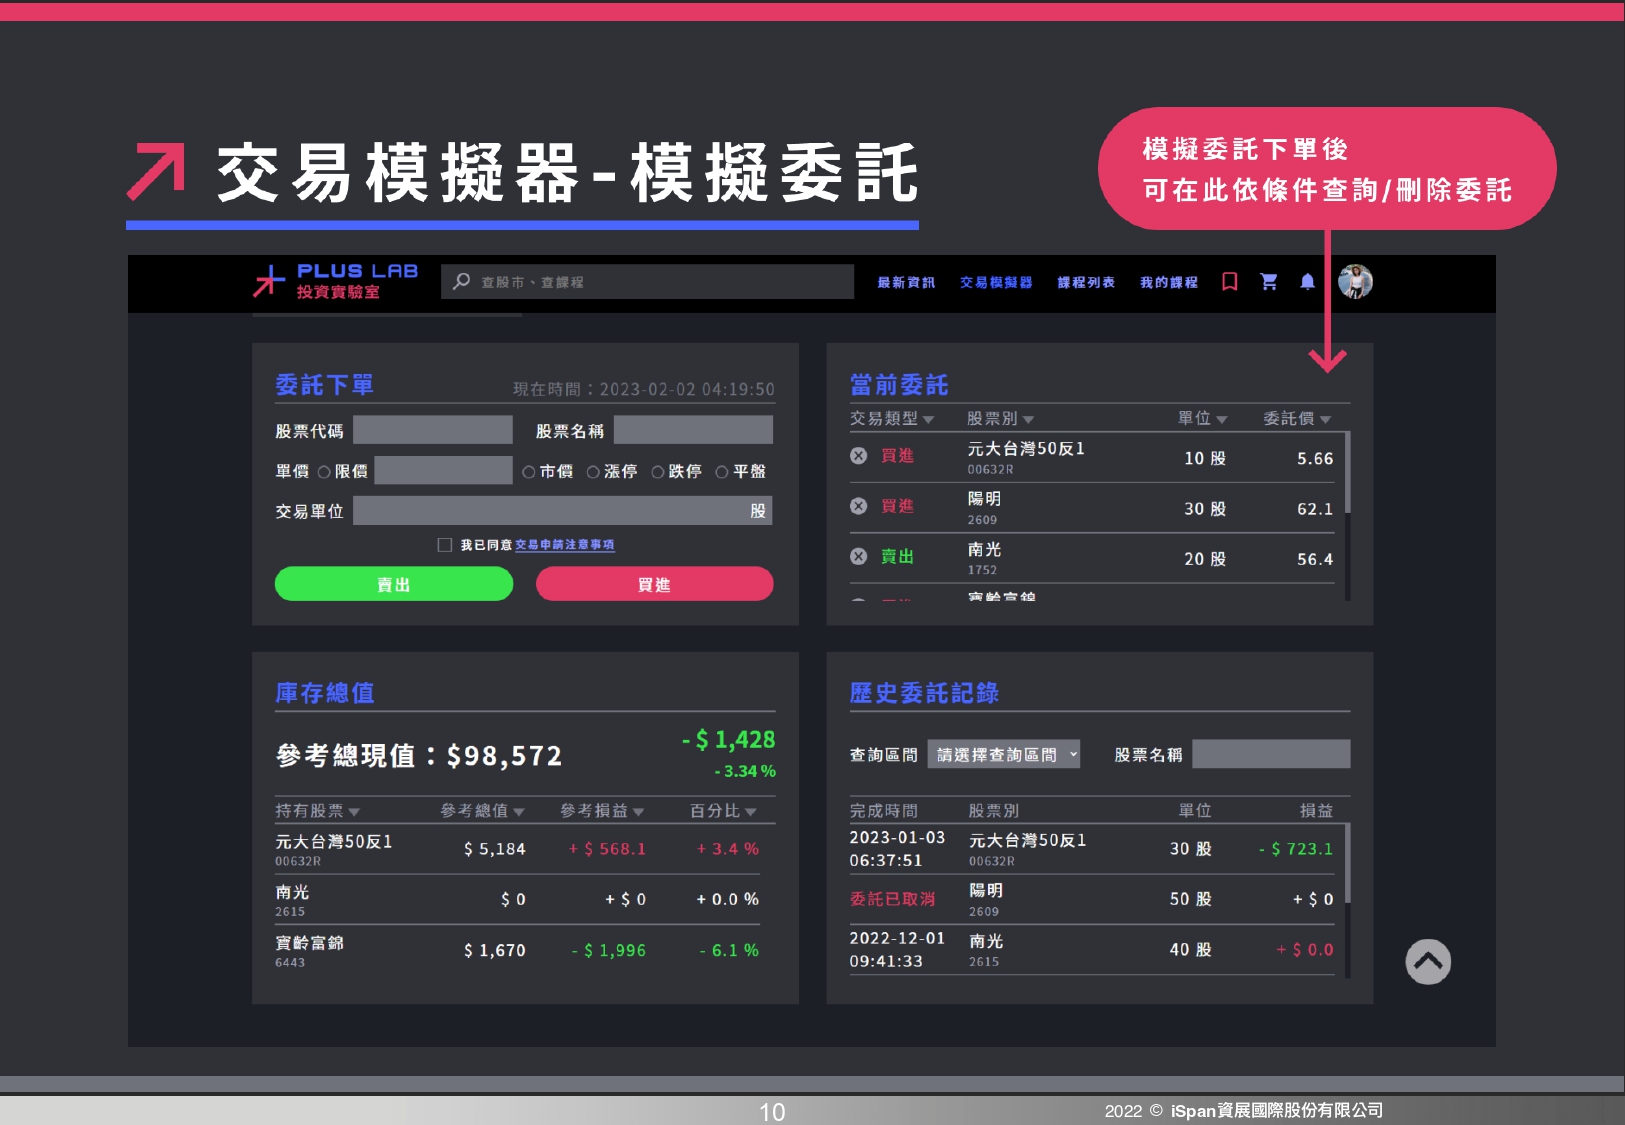 交易模擬器-模擬委託
模擬委託下單後
可在此依條件查詢/刪除委託
PLUS LAB
投資實驗室
查股市、查課程
最新資訊 交易模擬器 課程列表 我的課程
委託下單 現在時間：2023-02-02 04:19:50
股票代碼 股票名稱
單價 限價 市價 漲停 跌停 平盤
交易單位 股
我已同意交易申請注意事項
賣出 買進
當前委託
交易類型 股票別 單位 委託價
買進 元大台灣50反1 10 股 5.66
00632R
買進 陽明 30 股 62.1
2609
賣出 南光 20 股 56.4
1752
寶齡富錦
庫存總值
參考總現值：$98,572
- $ 1,428
- 3.34 %
持有股票 參考總值 參考損益 百分比
元大台灣50反1 $ 5,184 + $ 568.1 + 3.4 %
00632R
南光 $ 0 + $ 0 + 0.0 %
2615
寶齡富錦 $ 1,670 - $ 1,996 - 6.1 %
6443
歷史委託記錄
查詢區間 請選擇查詢區間 股票名稱
完成時間 股票別 單位 損益
2023-01-03 06:37:51 元大台灣50反1 30 股 - $ 723.1
00632R
委託已取消 陽明 50 股 + $ 0
2609
2022-12-01 09:41:33 南光 40 股 + $ 0.0
2615
10
2022 © iSpan資展國際股份有限公司